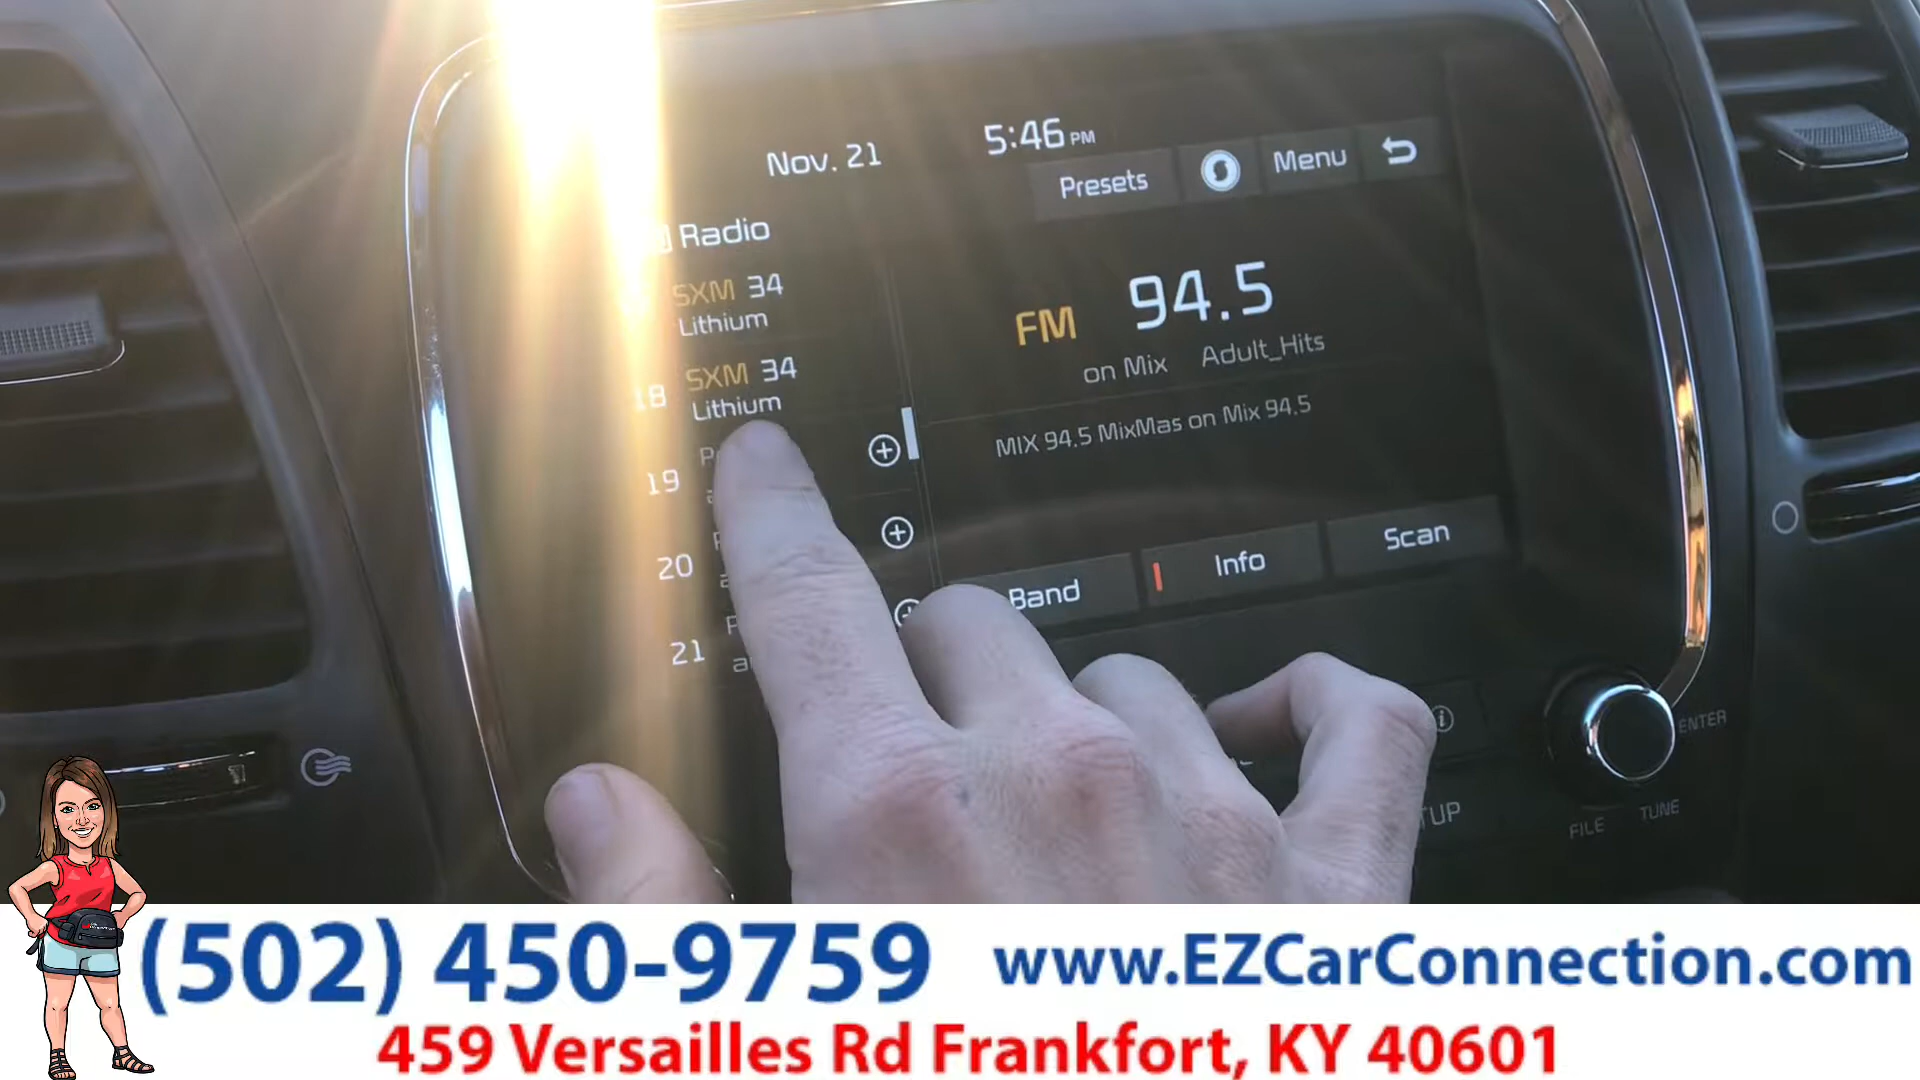 Nov. 21
5:46 PM
Presets
Menu
Radio
SXM 34
Lithium
18 SXM 34
Lithium
19
20
21
FM 94.5
on Mix Adult_Hits
MIX 94.5 MixMas on Mix 94.5
Band
Info
Scan
ENTER
FILE
TUNE
(502) 450-9759
www.EZCarConnection.com
459 Versailles Rd Frankfort, KY 40601